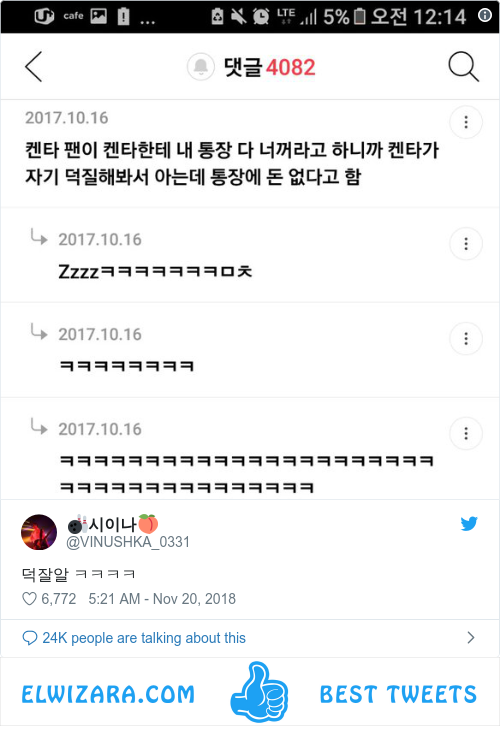 cafe ... LTE 5% 오전 12:14
댓글 4082
2017.10.16
켄타 팬이 켄타한테 내 통장 다 너꺼라고 하니까 켄타가
자기 덕질해봐서 아는데 통장에 돈 없다고 함
2017.10.16
Zzzzㅋㅋㅋㅋㅋㅋㅋㅁㅊ
2017.10.16
ㅋㅋㅋㅋㅋㅋㅋㅋ
2017.10.16
ㅋㅋㅋㅋㅋㅋㅋㅋㅋㅋㅋㅋㅋㅋㅋㅋㅋㅋㅋㅋㅋㅋ
ㅋㅋㅋㅋㅋㅋㅋㅋㅋㅋㅋㅋㅋㅋㅋ
🎳시이나🍑
@VINUSHKA_0331
덕잘알 ㅋㅋㅋㅋ
6,772 5:21 AM - Nov 20, 2018
24K people are talking about this
ELWIZARA.COM BEST TWEETS